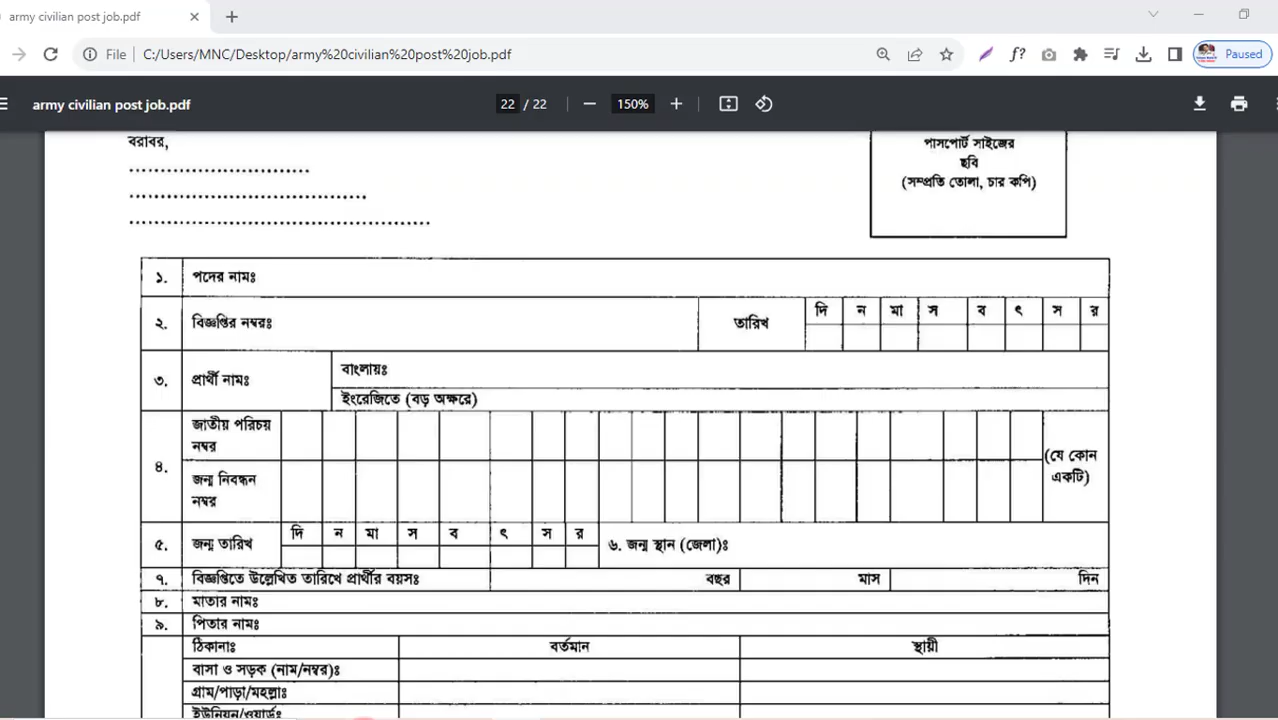 army civilian post job.pdf
File
C:/Users/MNC/Desktop/army%20civilian%20post%20job.pdf
f?
Paused
army civilian post job.pdf
22 / 22
150%
বরাবর,
পাসপোর্ট সাইজের
ছবি
(সম্প্রতি তোলা, চার কপি)
..............................
........................................
..................................................
১. পদের নামঃ
২. বিজ্ঞপ্তির নম্বরঃ তারিখ দি ন মা স ব ৎ স র
৩. প্রার্থী নামঃ বাংলায়ঃ
ইংরেজিতে (বড় অক্ষরে)
৪. জাতীয় পরিচয়
নম্বর
(যে কোন
একটি)
জন্ম নিবন্ধন
নম্বর
৫. জন্ম তারিখ দি ন মা স ব ৎ স র ৬. জন্ম স্থান (জেলা)ঃ
৭. বিজ্ঞপ্তিতে উল্লেখিত তারিখে প্রার্থীর বয়সঃ বছর মাস দিন
৮. মাতার নামঃ
৯. পিতার নামঃ
ঠিকানাঃ বর্তমান স্থায়ী
বাসা ও সড়ক (নাম/নম্বর)ঃ
গ্রাম/পাড়া/মহল্লাঃ
ইউনিয়ন/ওয়ার্ডঃ